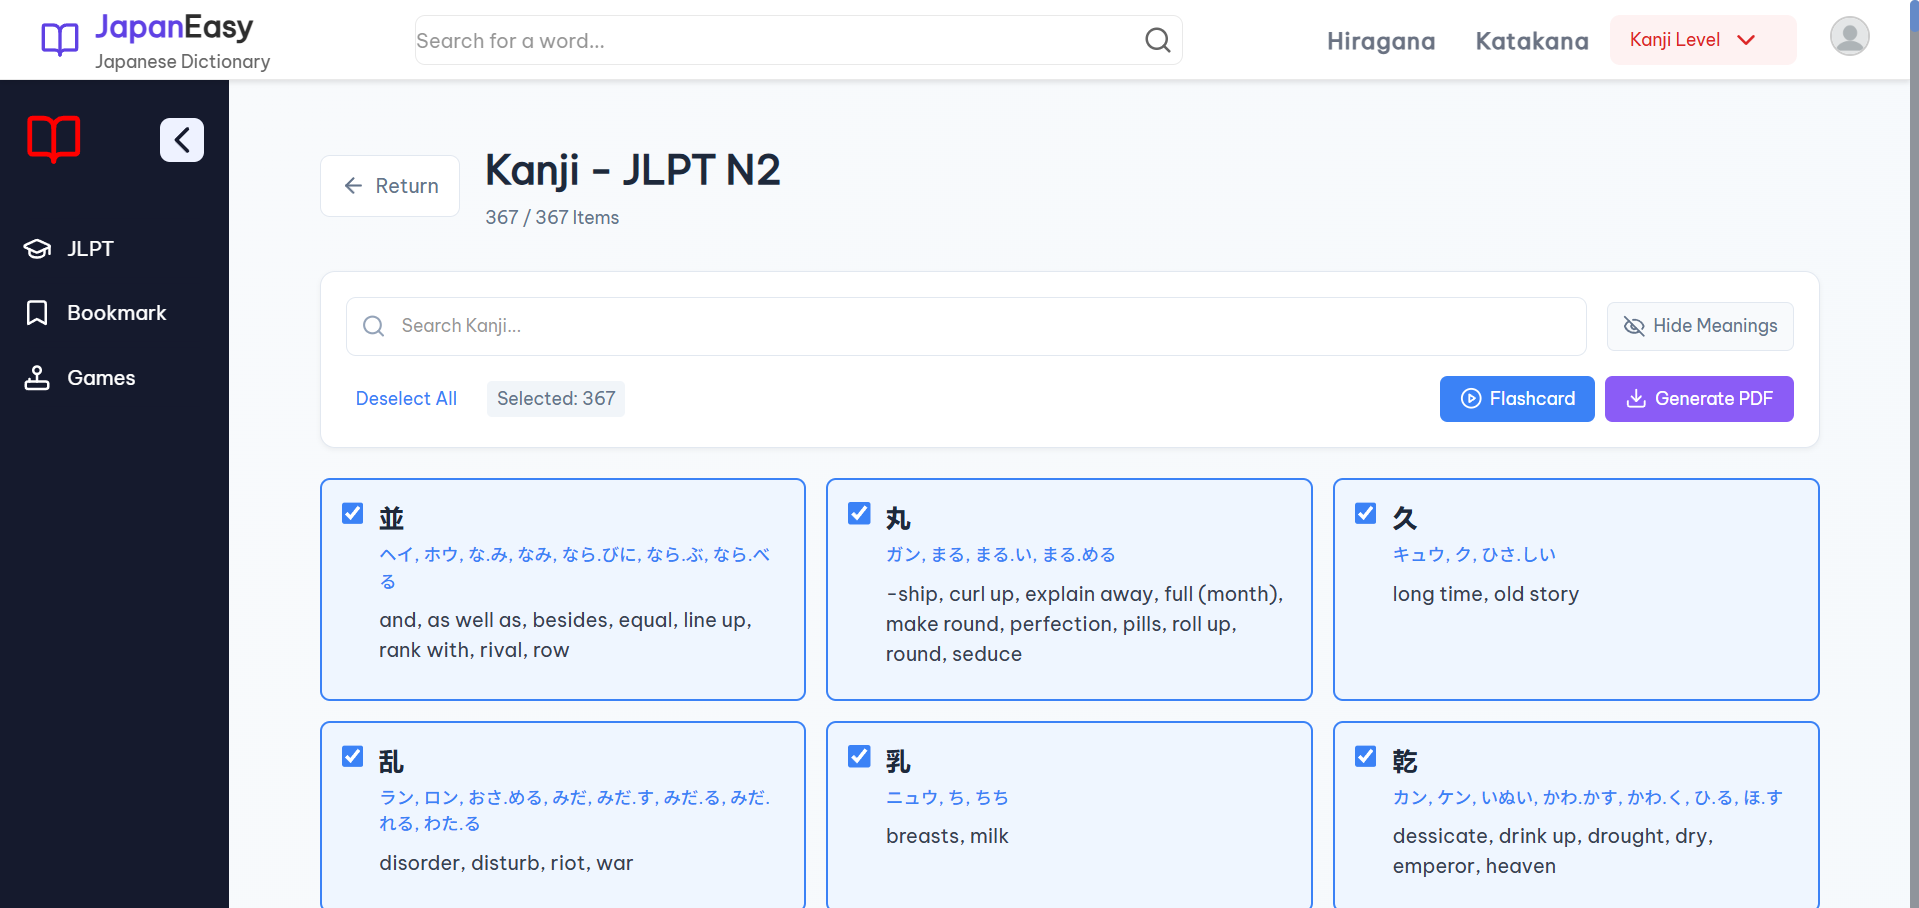 JapanEasy
Japanese Dictionary
Search for a word...
Hiragana
Katakana
Kanji Level
JLPT
Bookmark
Games
Return
Kanji - JLPT N2
367 / 367 Items
Search Kanji...
Hide Meanings
Deselect All
Selected: 367
Flashcard
Generate PDF
並
ヘイ, ホウ, な.み, なみ, なら.びに, なら.ぶ, なら.べ
る
and, as well as, besides, equal, line up,
rank with, rival, row
丸
ガン, まる, まる.い, まる.める
-ship, curl up, explain away, full (month),
make round, perfection, pills, roll up,
round, seduce
久
キュウ, ク, ひさ.しい
long time, old story
乱
ラン, ロン, おさ.める, みだ, みだ.す, みだ.る, みだ.
れる, わた.る
disorder, disturb, riot, war
乳
ニュウ, ち, ちち
breasts, milk
乾
カン, ケン, いぬい, かわ.かす, かわ.く, ひ.る, ほ.す
dessicate, drink up, drought, dry,
emperor, heaven